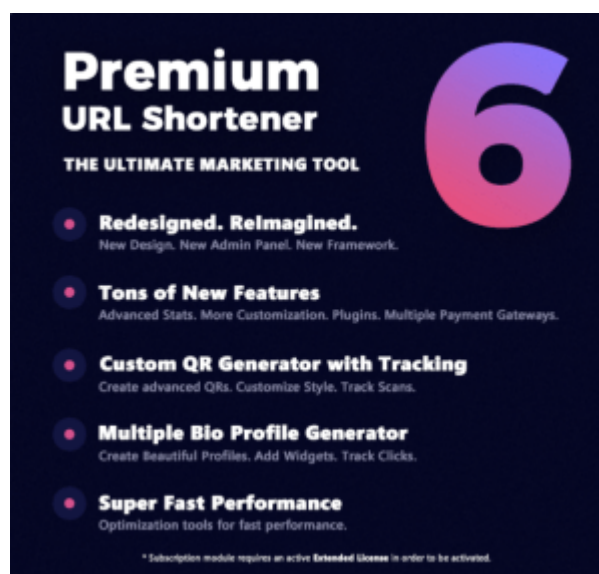 Premium
6
URL Shortener
THE ULTIMATE MARKETING TOOL
Redesigned. ReImagined.
New Design. New Admin Panel. New Framework.
Tons of New Features
Advanced Stats. More Customization. Plugins. Multiple Payment Gateways.
Custom QR Generator with Tracking
Create advanced QRs. Customize Style. Track Scans.
Multiple Bio Profile Generator
Create Beautiful Profiles. Add Widgets. Track Clicks.
Super Fast Performance
Optimization tools for fast performance.
* Subscription module requires an active Extended License in order to be activated.